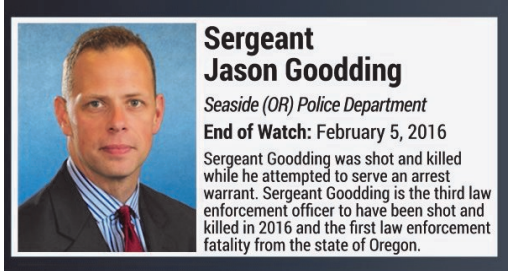 Sergeant
Jason Goodding
Seaside (OR) Police Department
End of Watch: February 5, 2016
Sergeant Goodding was shot and killed
while he attempted to serve an arrest
warrant. Sergeant Goodding is the third law
enforcement officer to have been shot and
killed in 2016 and the first law enforcement
fatality from the state of Oregon.